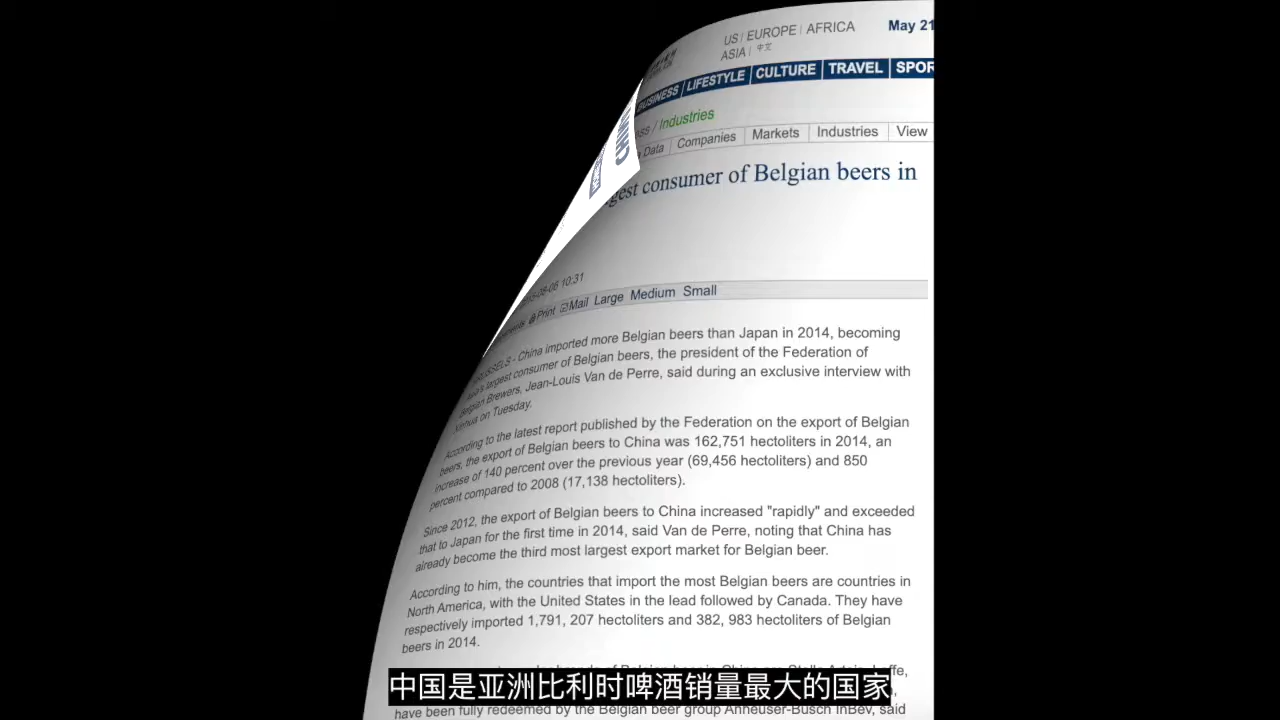 US | EUROPE | AFRICA
May 21
ASIA | 中文
BUSINESS | LIFESTYLE | CULTURE | TRAVEL
/ Industries
Data | Companies | Markets | Industries | View
consumer of Belgian beers in
10:31
Print Mail Large Medium Small
- China imported more Belgian beers than Japan in 2014, becoming
largest consumer of Belgian beers, the president of the Federation of
Belgian Brewers, Jean-Louis Van de Perre, said during an exclusive interview with
Xinhua on Tuesday.
According to the latest report published by the Federation on the export of Belgian
beers, the export of Belgian beers to China was 162,751 hectoliters in 2014, an
increase of 140 percent over the previous year (69,456 hectoliters) and 850
percent compared to 2008 (17,138 hectoliters).
Since 2012, the export of Belgian beers to China increased "rapidly" and exceeded
that to Japan for the first time in 2014, said Van de Perre, noting that China has
already become the third most largest export market for Belgian beer.
According to him, the countries that import the most Belgian beers are countries in
North America, with the United States in the lead followed by Canada. They have
respectively imported 1,791, 207 hectoliters and 382, 983 hectoliters of Belgian
beers in 2014.
中国是亚洲比利时啤酒销量最大的国家
have been fully redeemed by the Belgian beer group Anheuser-Busch InBev, said